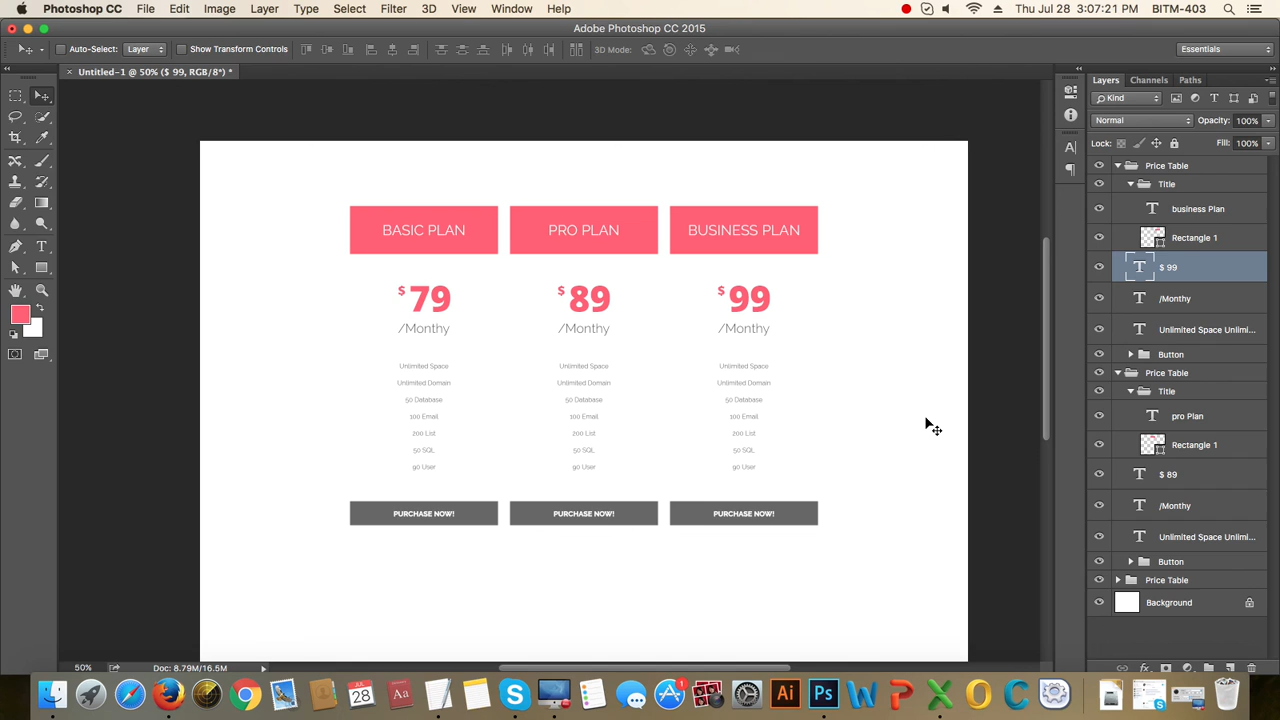 Photoshop CC File Edit Image Layer Type Select Filter 3D View Window Help Thu Jul 28 3:07:21 PM BITM-403
Adobe Photoshop CC 2015
Auto-Select: Layer Show Transform Controls 3D Mode: Essentials
Untitled-1 @ 50% ($ 99, RGB/8*) *
Layers Channels Paths
Kind
Normal Opacity: 100%
Lock: Fill: 100%
Price Table
Title
business Plan
Rectangle 1
$ 99
/Monthy
Unlimited Space Unlimi...
Button
Price Table
Title
Pro Plan
Rectangle 1
$ 89
/Monthy
Unlimited Space Unlimi...
Button
Price Table
Background
BASIC PLAN PRO PLAN BUSINESS PLAN
$ 79 $ 89 $ 99
/Monthy /Monthy /Monthy
Unlimited Space Unlimited Space Unlimited Space
Unlimited Domain Unlimited Domain Unlimited Domain
50 Database 50 Database 50 Database
100 Email 100 Email 100 Email
200 List 200 List 200 List
50 SQL 50 SQL 50 SQL
90 User 90 User 90 User
PURCHASE NOW! PURCHASE NOW! PURCHASE NOW!
50% Doc: 8.79M/16.5M
JUL
28
Aa
1
Ai
Ps